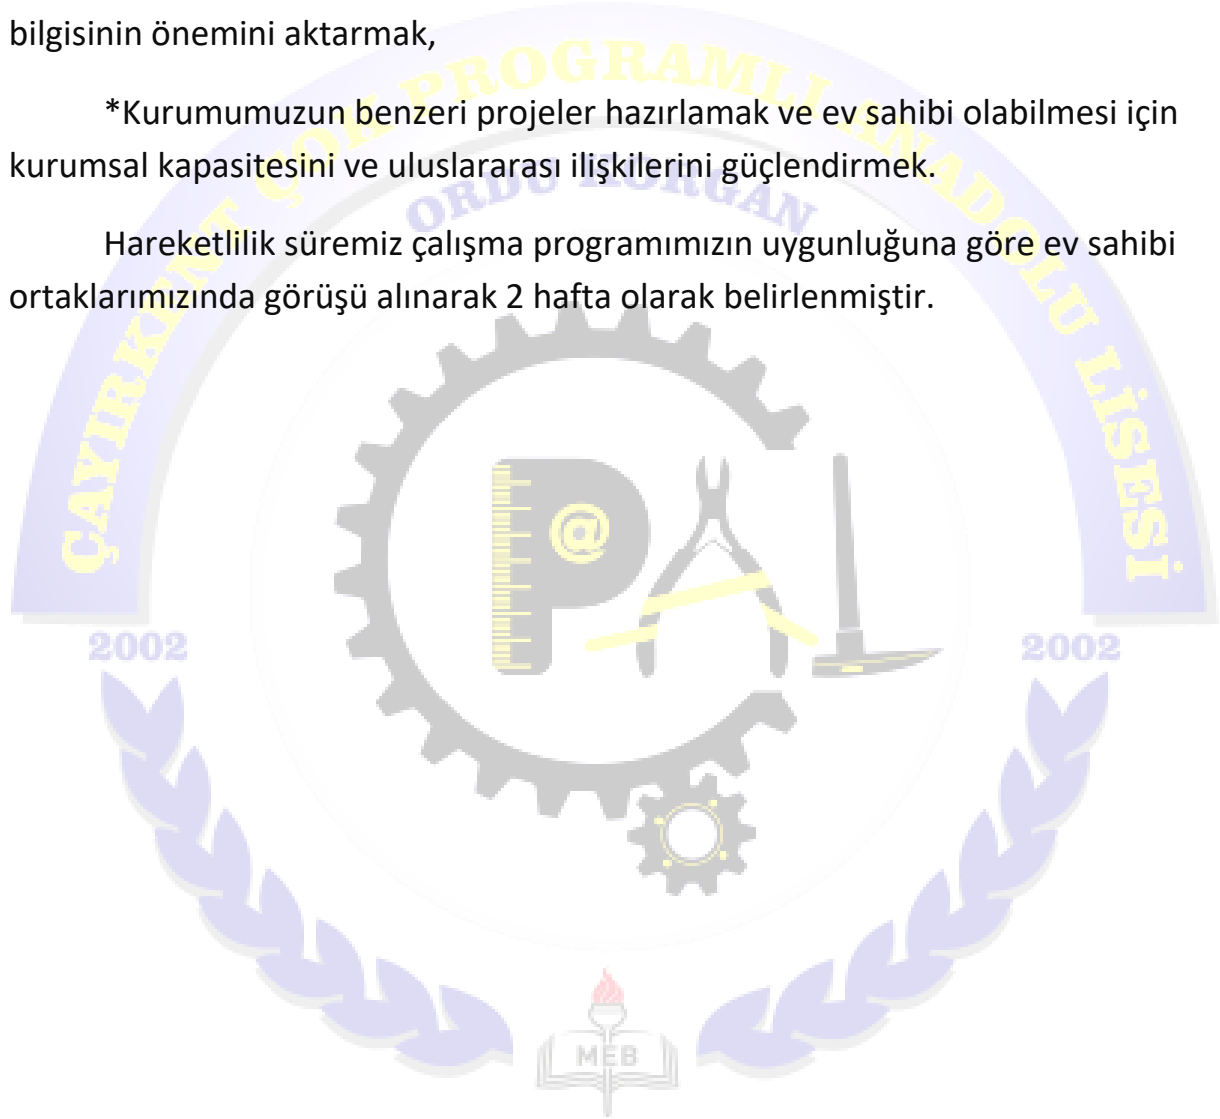 bilgisinin önemini aktarmak,
*Kurumumuzun benzeri projeler hazırlamak ve ev sahibi olabilmesi için
kurumsal kapasitesini ve uluslararası ilişkilerini güçlendirmek.
Hareketlilik süremiz çalışma programımızın uygunluğuna göre ev sahibi
ortaklarımızında görüşü alınarak 2 hafta olarak belirlenmiştir.
ÇAYIRKENT ÇOK PROGRAMLI ANADOLU LİSESİ
ORDU KORGAN
P@AL
2002
2002
MEB